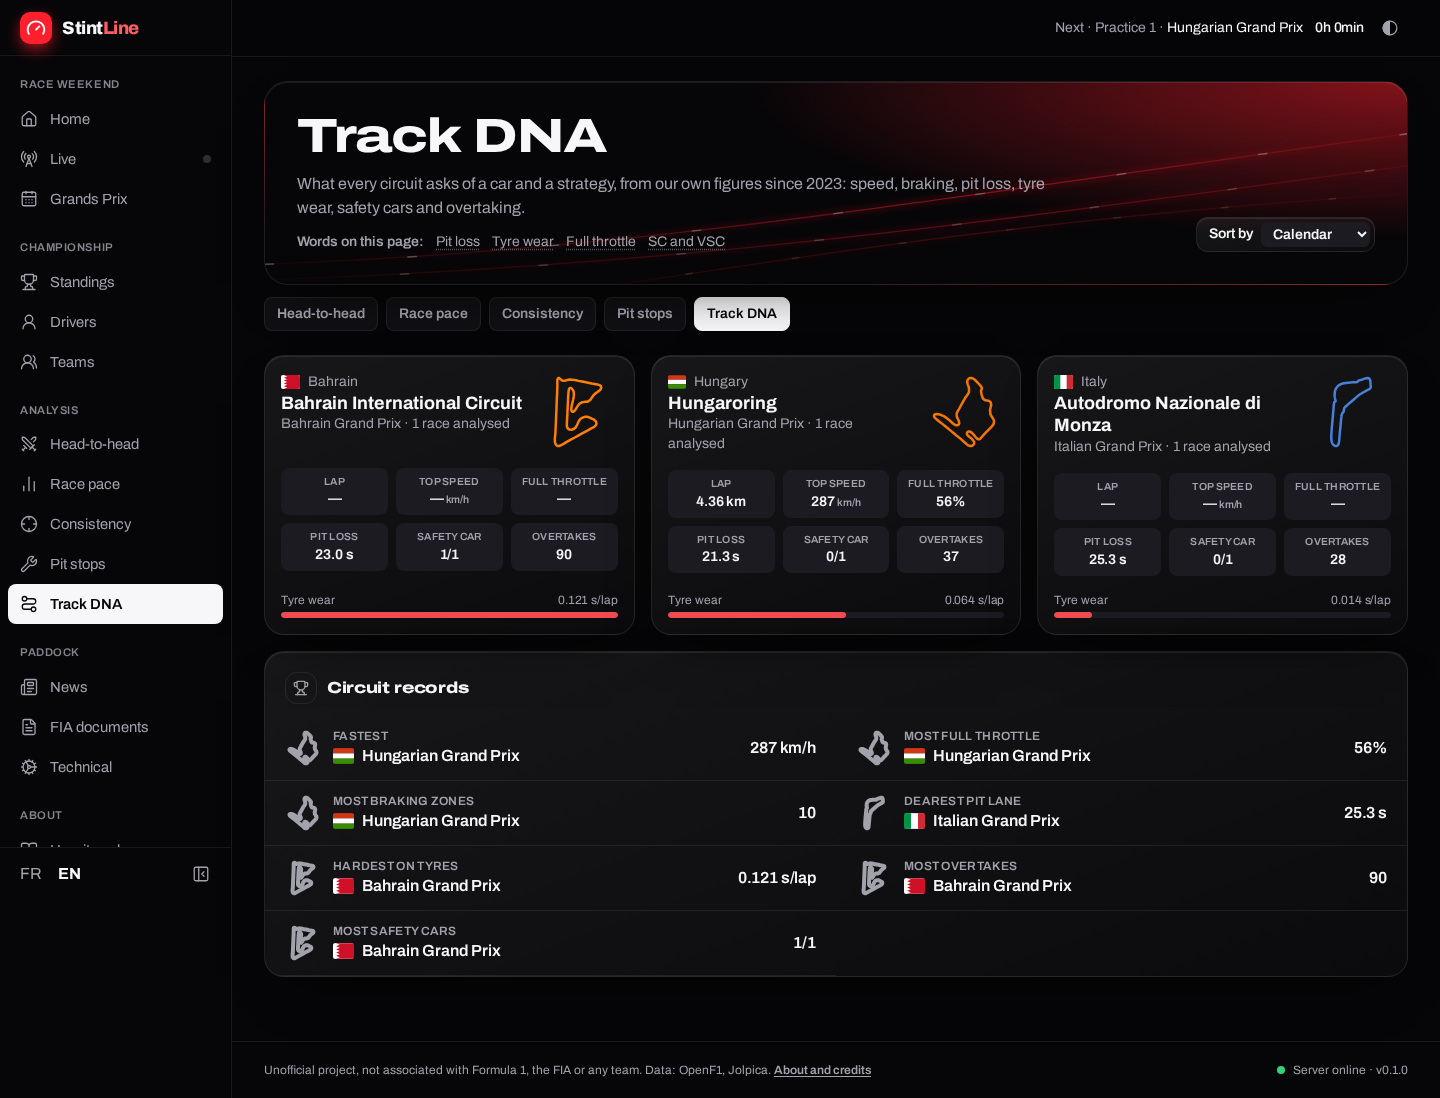 StintLine
Next · Practice 1 · Hungarian Grand Prix 0h 0min
RACE WEEKEND
Home
Live
Grands Prix
CHAMPIONSHIP
Standings
Drivers
Teams
ANALYSIS
Head-to-head
Race pace
Consistency
Pit stops
Track DNA
PADDOCK
News
FIA documents
Technical
ABOUT
FR EN
Track DNA
What every circuit asks of a car and a strategy, from our own figures since 2023: speed, braking, pit loss, tyre
wear, safety cars and overtaking.
Words on this page: Pit loss Tyre wear Full throttle SC and VSC
Sort by Calendar
Head-to-head Race pace Consistency Pit stops Track DNA
Bahrain
Bahrain International Circuit
Bahrain Grand Prix · 1 race analysed
LAP TOP SPEED FULL THROTTLE
— — km/h —
PIT LOSS SAFETY CAR OVERTAKES
23.0 s 1/1 90
Tyre wear 0.121 s/lap
Hungary
Hungaroring
Hungarian Grand Prix · 1 race
analysed
LAP TOP SPEED FULL THROTTLE
4.36 km 287 km/h 56%
PIT LOSS SAFETY CAR OVERTAKES
21.3 s 0/1 37
Tyre wear 0.064 s/lap
Italy
Autodromo Nazionale di
Monza
Italian Grand Prix · 1 race analysed
LAP TOP SPEED FULL THROTTLE
— — km/h —
PIT LOSS SAFETY CAR OVERTAKES
25.3 s 0/1 28
Tyre wear 0.014 s/lap
Circuit records
FASTEST
Hungarian Grand Prix 287 km/h
MOST FULL THROTTLE
Hungarian Grand Prix 56%
MOST BRAKING ZONES
Hungarian Grand Prix 10
DEAREST PIT LANE
Italian Grand Prix 25.3 s
HARDEST ON TYRES
Bahrain Grand Prix 0.121 s/lap
MOST OVERTAKES
Bahrain Grand Prix 90
MOST SAFETY CARS
Bahrain Grand Prix 1/1
Unofficial project, not associated with Formula 1, the FIA or any team. Data: OpenF1, Jolpica. About and credits
Server online · v0.1.0